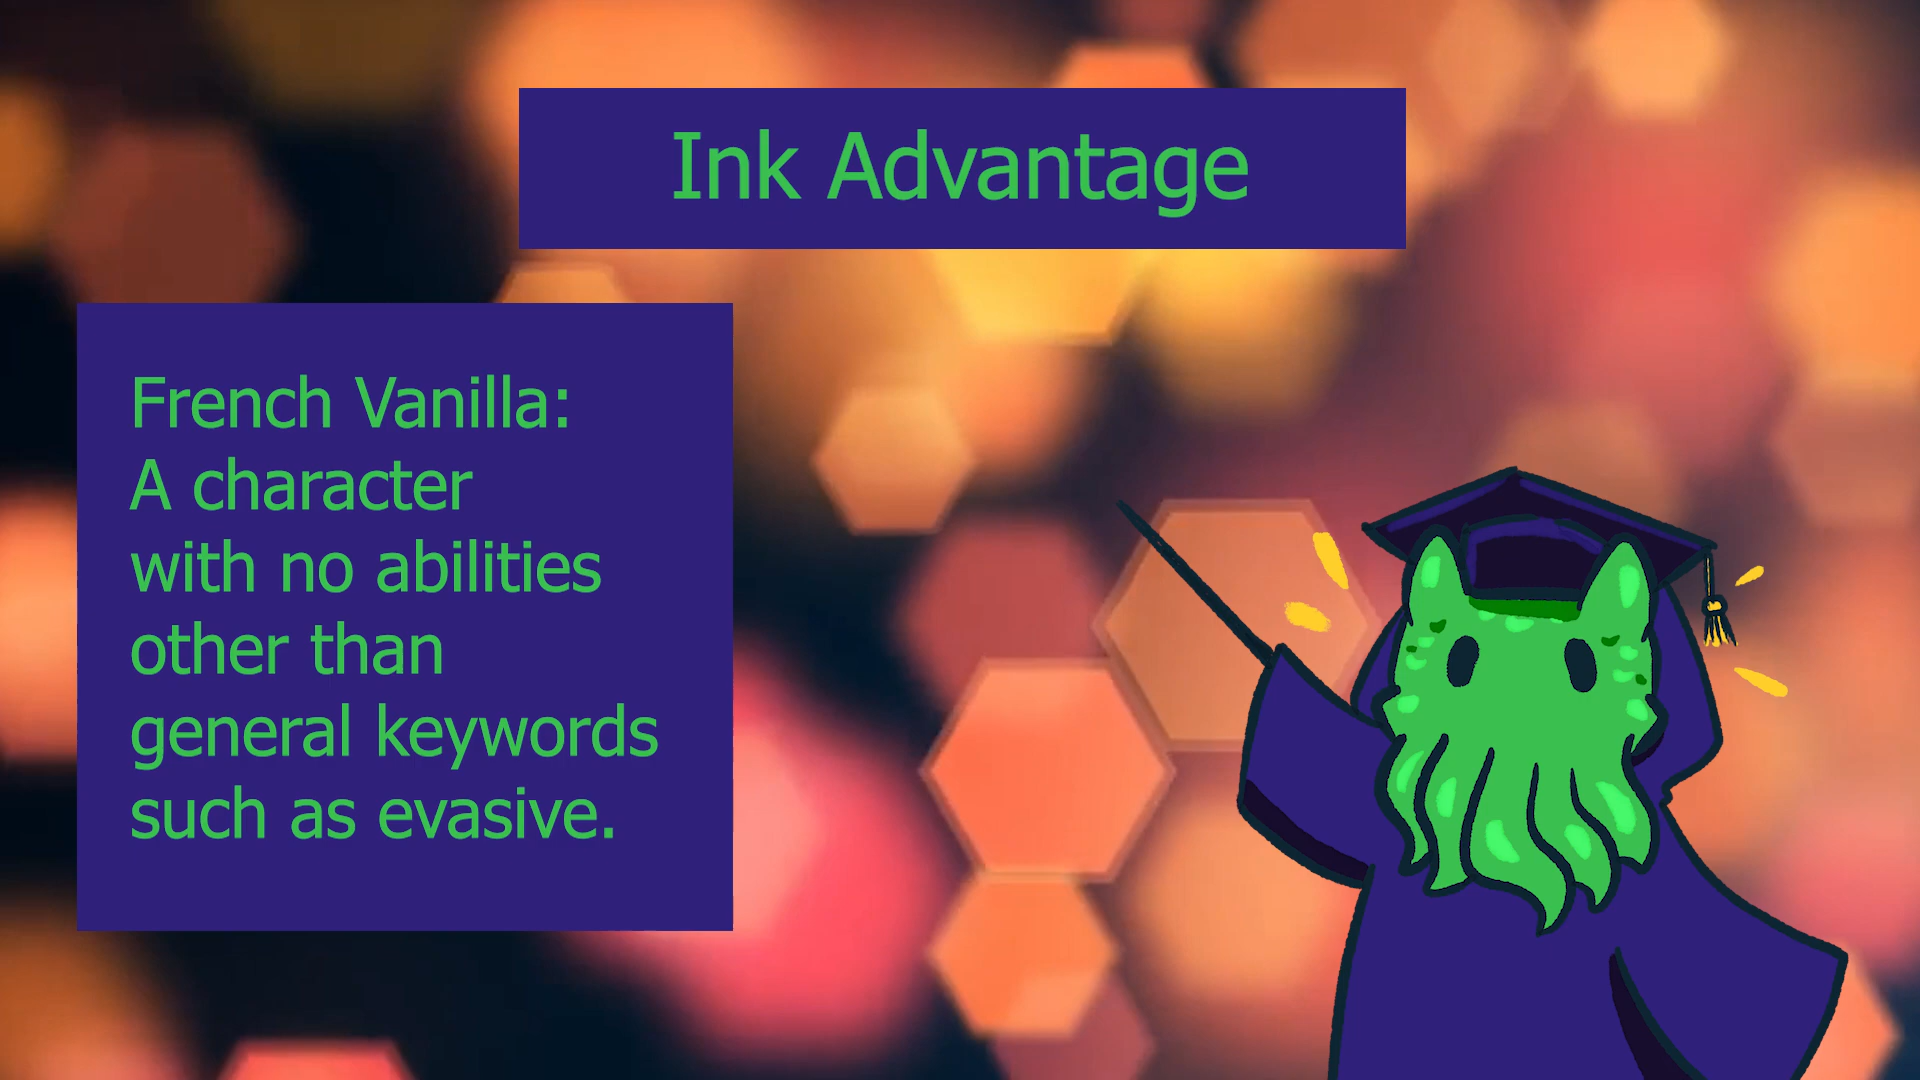 Ink Advantage
French Vanilla:
A character
with no abilities
other than
general keywords
such as evasive.